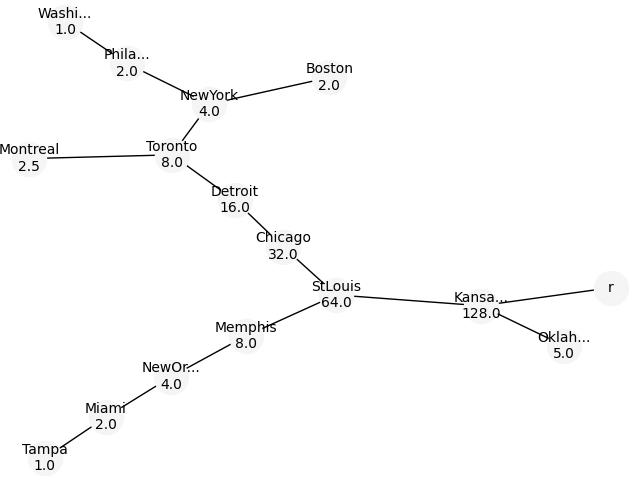 Washi...
1.0
Phila...
2.0
Boston
2.0
NewYork
4.0
Montreal
2.5
Toronto
8.0
Detroit
16.0
Chicago
32.0
StLouis
64.0
r
Kansa...
128.0
Memphis
8.0
Oklah...
5.0
NewOr...
4.0
Miami
2.0
Tampa
1.0